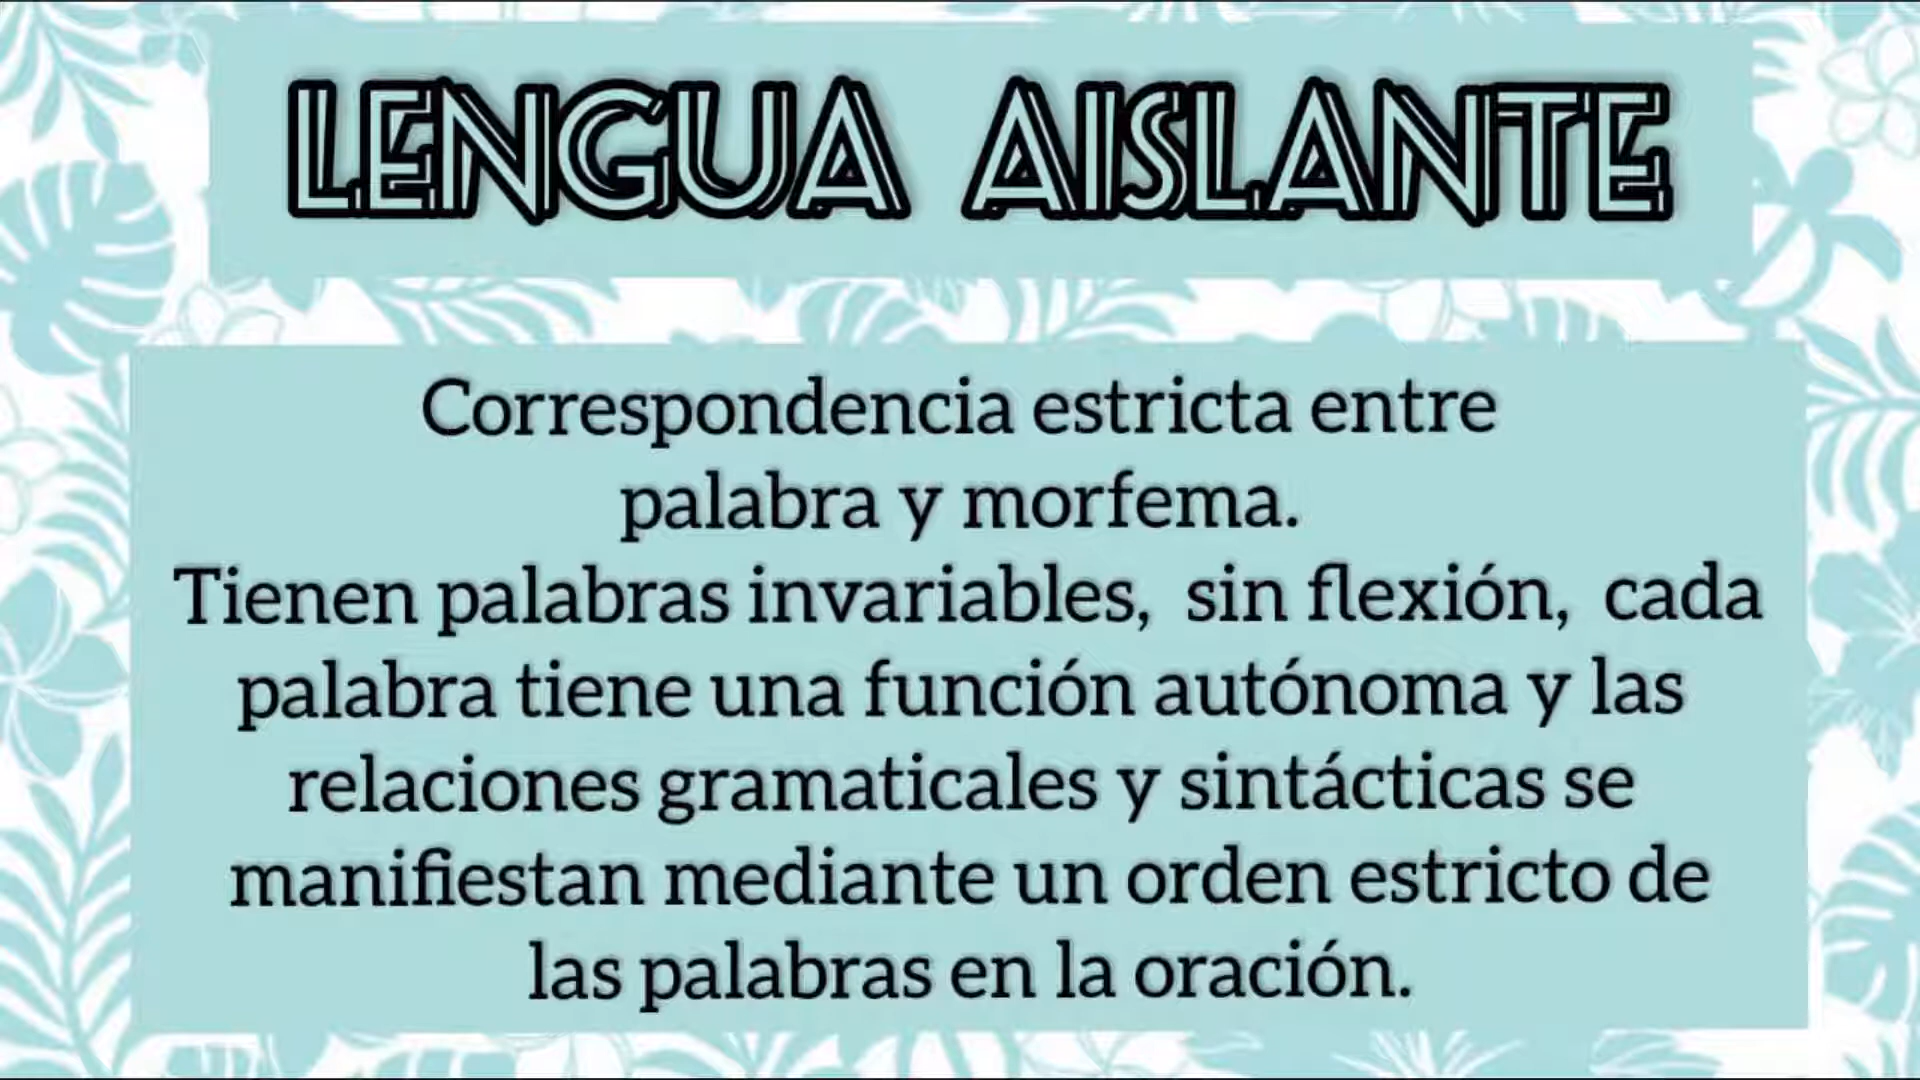 LENGUA AISLANTE
Correspondencia estricta entre
palabra y morfema.
Tienen palabras invariables, sin flexión, cada
palabra tiene una función autónoma y las
relaciones gramaticales y sintácticas se
manifiestan mediante un orden estricto de
las palabras en la oración.